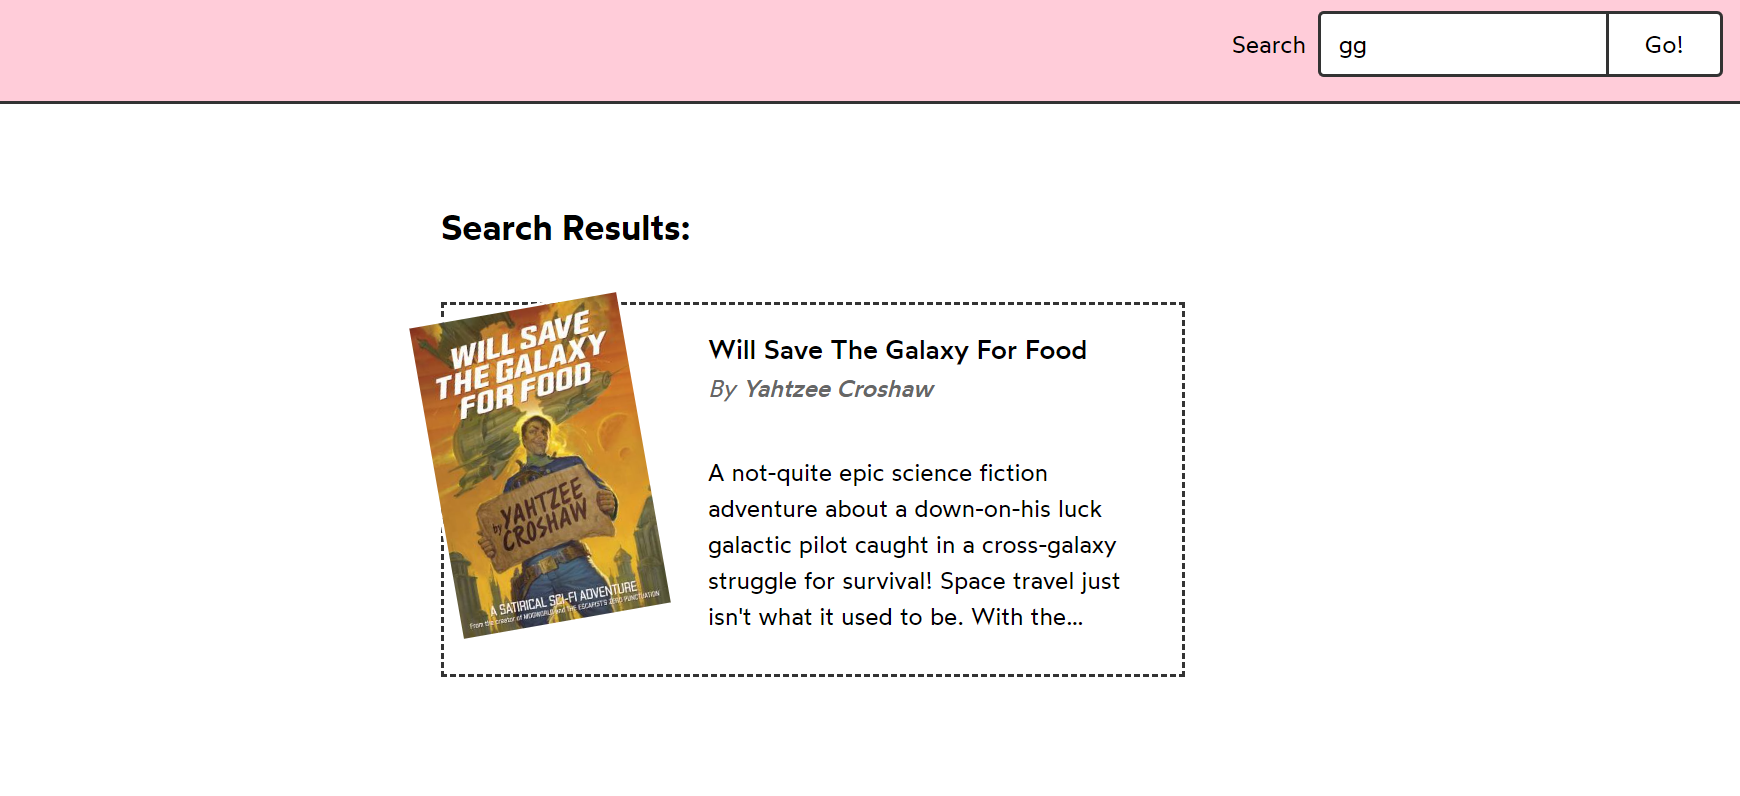 Search gg Go!
Search Results:
WILL SAVE
THE GALAXY
FOR FOOD
by YAHTZEE
CROSHAW
A SATIRICAL SCI-FI ADVENTURE
From the creator of MOGWORLD and THE ESCAPIST'S ZERO PUNCTUATION
Will Save The Galaxy For Food
By Yahtzee Croshaw
A not-quite epic science fiction
adventure about a down-on-his luck
galactic pilot caught in a cross-galaxy
struggle for survival! Space travel just
isn't what it used to be. With the...